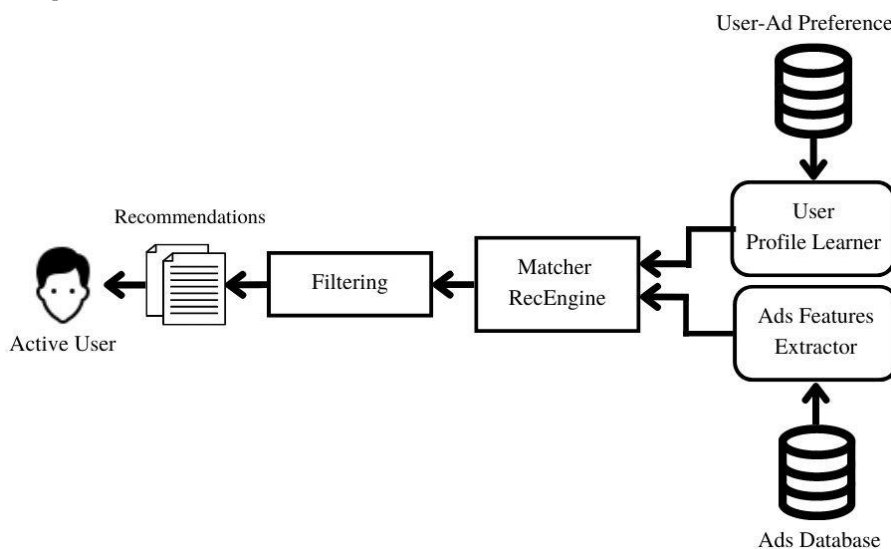 User-Ad Preference
User
Profile Learner
Recommendations
Matcher
RecEngine
Filtering
Ads Features
Extractor
Active User
Ads Database